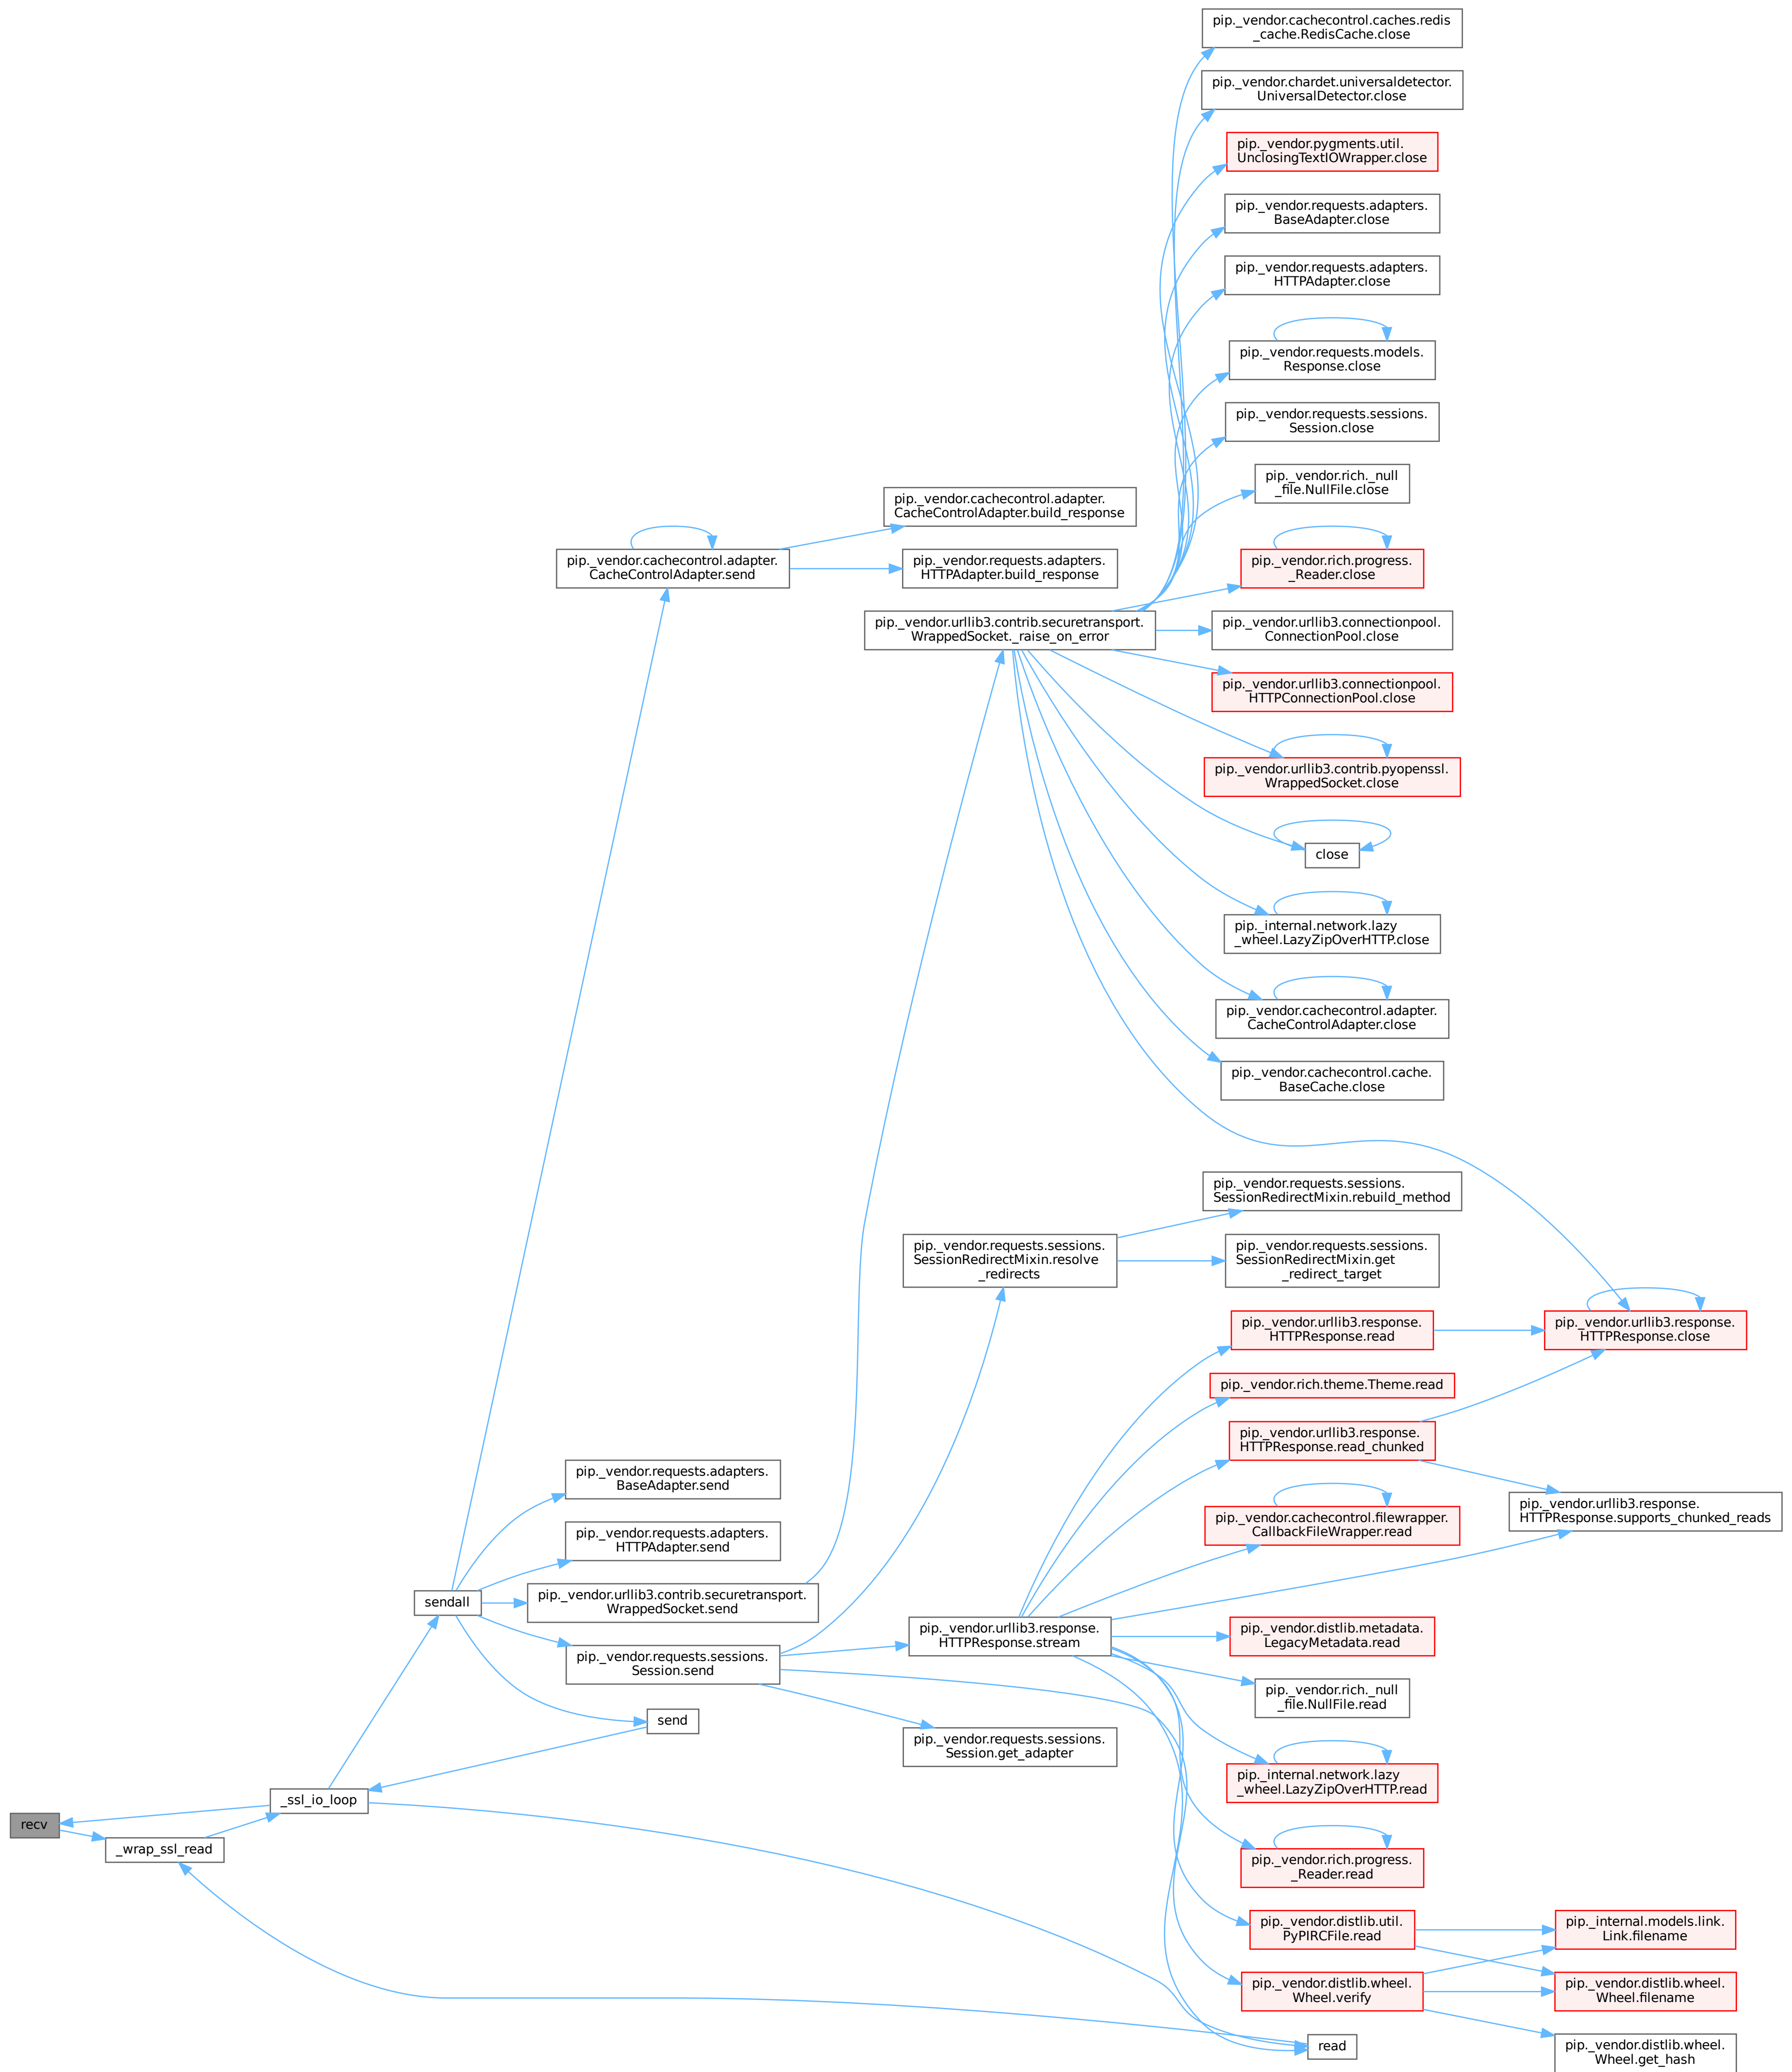 pip._vendor.cachecontrol.caches.redis
_cache.RedisCache.close
pip._vendor.chardet.universaldetector.
UniversalDetector.close
pip._vendor.pygments.util.
UnclosingTextIOWrapper.close
pip._vendor.requests.adapters.
BaseAdapter.close
pip._vendor.requests.adapters.
HTTPAdapter.close
pip._vendor.requests.models.
Response.close
pip._vendor.requests.sessions.
Session.close
pip._vendor.rich._null
_file.NullFile.close
pip._vendor.cachecontrol.adapter.
CacheControlAdapter.build_response
pip._vendor.cachecontrol.adapter.
CacheControlAdapter.send
pip._vendor.requests.adapters.
HTTPAdapter.build_response
pip._vendor.rich.progress.
_Reader.close
pip._vendor.urllib3.contrib.securetransport.
WrappedSocket._raise_on_error
pip._vendor.urllib3.connectionpool.
ConnectionPool.close
pip._vendor.urllib3.connectionpool.
HTTPConnectionPool.close
pip._vendor.urllib3.contrib.pyopenssl.
WrappedSocket.close
close
pip._internal.network.lazy
_wheel.LazyZipOverHTTP.close
pip._vendor.cachecontrol.adapter.
CacheControlAdapter.close
pip._vendor.cachecontrol.cache.
BaseCache.close
pip._vendor.requests.sessions.
SessionRedirectMixin.rebuild_method
pip._vendor.requests.sessions.
SessionRedirectMixin.resolve
_redirects
pip._vendor.requests.sessions.
SessionRedirectMixin.get
_redirect_target
pip._vendor.urllib3.response.
HTTPResponse.read
pip._vendor.urllib3.response.
HTTPResponse.close
pip._vendor.rich.theme.Theme.read
pip._vendor.urllib3.response.
HTTPResponse.read_chunked
pip._vendor.requests.adapters.
BaseAdapter.send
pip._vendor.cachecontrol.filewrapper.
CallbackFileWrapper.read
pip._vendor.urllib3.response.
HTTPResponse.supports_chunked_reads
pip._vendor.requests.adapters.
HTTPAdapter.send
sendall
pip._vendor.urllib3.contrib.securetransport.
WrappedSocket.send
pip._vendor.urllib3.response.
HTTPResponse.stream
pip._vendor.distlib.metadata.
LegacyMetadata.read
pip._vendor.requests.sessions.
Session.send
pip._vendor.rich._null
_file.NullFile.read
send
pip._vendor.requests.sessions.
Session.get_adapter
pip._internal.network.lazy
_wheel.LazyZipOverHTTP.read
_ssl_io_loop
recv
_wrap_ssl_read
pip._vendor.rich.progress.
_Reader.read
pip._vendor.distlib.util.
PyPIRCFile.read
pip._internal.models.link.
Link.filename
pip._vendor.distlib.wheel.
Wheel.verify
pip._vendor.distlib.wheel.
Wheel.filename
read
pip._vendor.distlib.wheel.
Wheel.get_hash